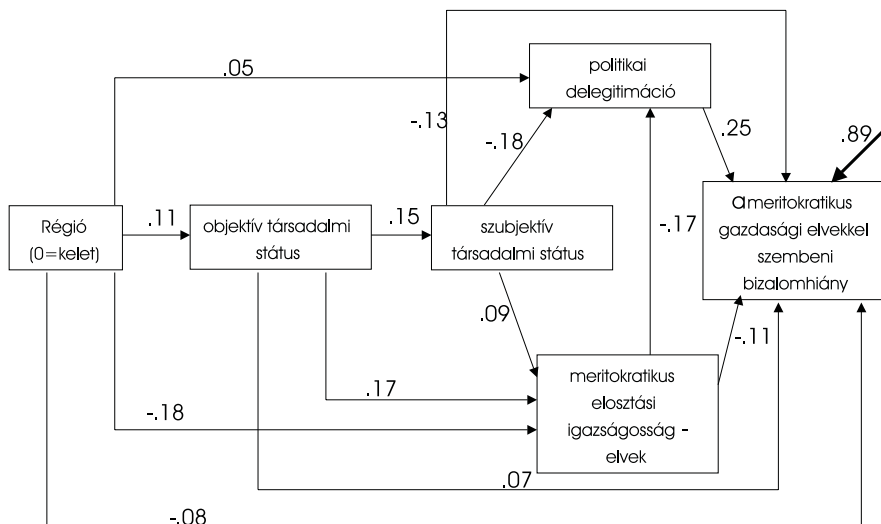 politikai
delegitimáció
.05
-.13
-.18
.25
.89
Régió
(0=kelet)
.11
objektív társadalmi
státus
.15
szubjektív
társadalmi státus
-.17
a meritokratikus
gazdasági elvekkel
szembeni
bizalomhiány
.09
-.11
meritokratikus
elosztási
igazságosság -
elvek
.17
-.18
.07
-.08